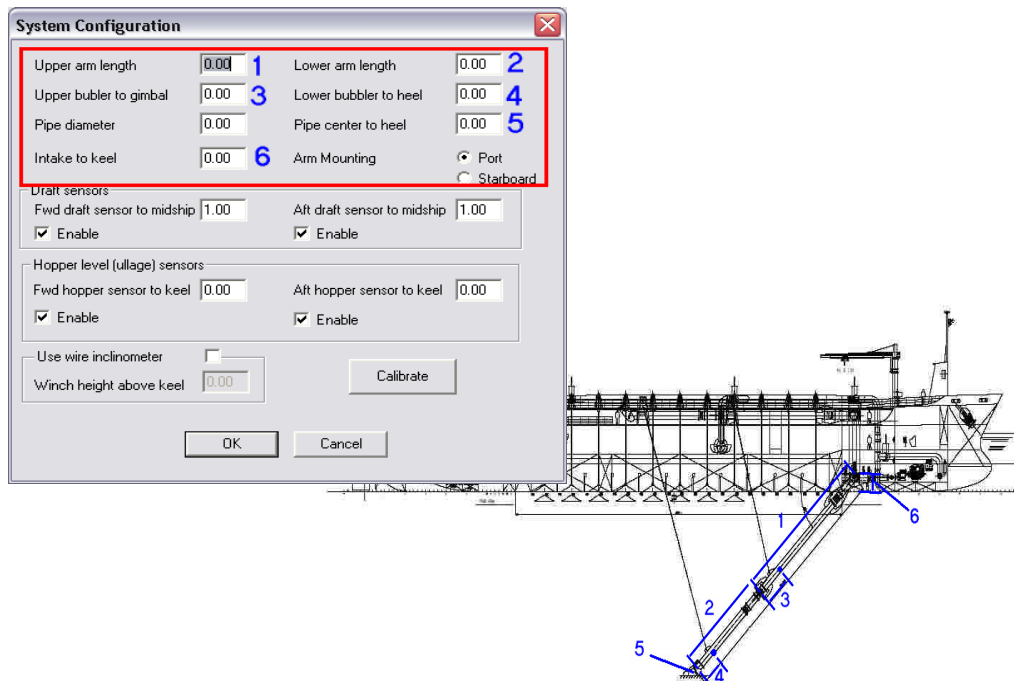 System Configuration
Upper arm length 0.00 1 Lower arm length 0.00 2
Upper bubler to gimbal 0.00 3 Lower bubbler to heel 0.00 4
Pipe diameter 0.00 Pipe center to heel 0.00 5
Intake to keel 0.00 6 Arm Mounting Port
Starboard
Draft sensors
Fwd draft sensor to midship 1.00 Aft draft sensor to midship 1.00
Enable Enable
Hopper level (ullage) sensors
Fwd hopper sensor to keel 0.00 Aft hopper sensor to keel 0.00
Enable Enable
Use wire inclinometer
Winch height above keel 0.00 Calibrate
OK Cancel
1
6
2
3
5
4